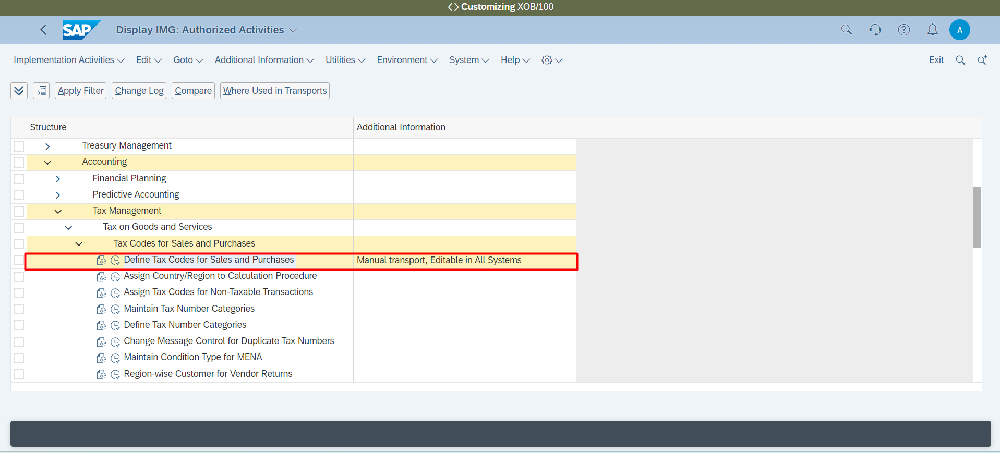 Customizing XOB/100
SAP Display IMG: Authorized Activities A
Implementation Activities Edit Goto Additional Information Utilities Environment System Help Exit
Apply Filter Change Log Compare Where Used in Transports
Structure Additional Information
Treasury Management
Accounting
Financial Planning
Predictive Accounting
Tax Management
Tax on Goods and Services
Tax Codes for Sales and Purchases
Define Tax Codes for Sales and Purchases Manual transport, Editable in All Systems
Assign Country/Region to Calculation Procedure
Assign Tax Codes for Non-Taxable Transactions
Maintain Tax Number Categories
Define Tax Number Categories
Change Message Control for Duplicate Tax Numbers
Maintain Condition Type for MENA
Region-wise Customer for Vendor Returns